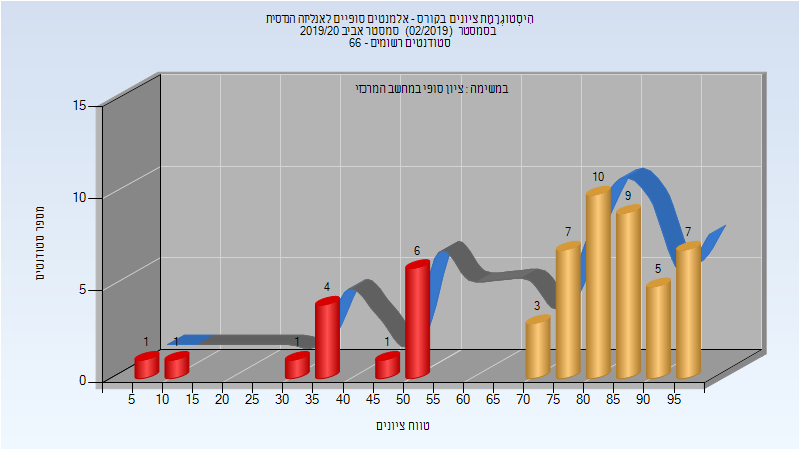 היסטוגרמת ציונים בקורס - אלמנטים סופיים לאנליזה הנדסית
בסמסטר (02/2019) סמסטר אביב 2019/20
סטודנטים רשומים - 66
במשימה : ציון סופי במחשב המרכזי
מספר סטודנטים
15
10
5
0
1
1
1
4
1
6
3
7
10
9
5
7
5 10 15 20 25 30 35 40 45 50 55 60 65 70 75 80 85 90 95
טווח ציונים